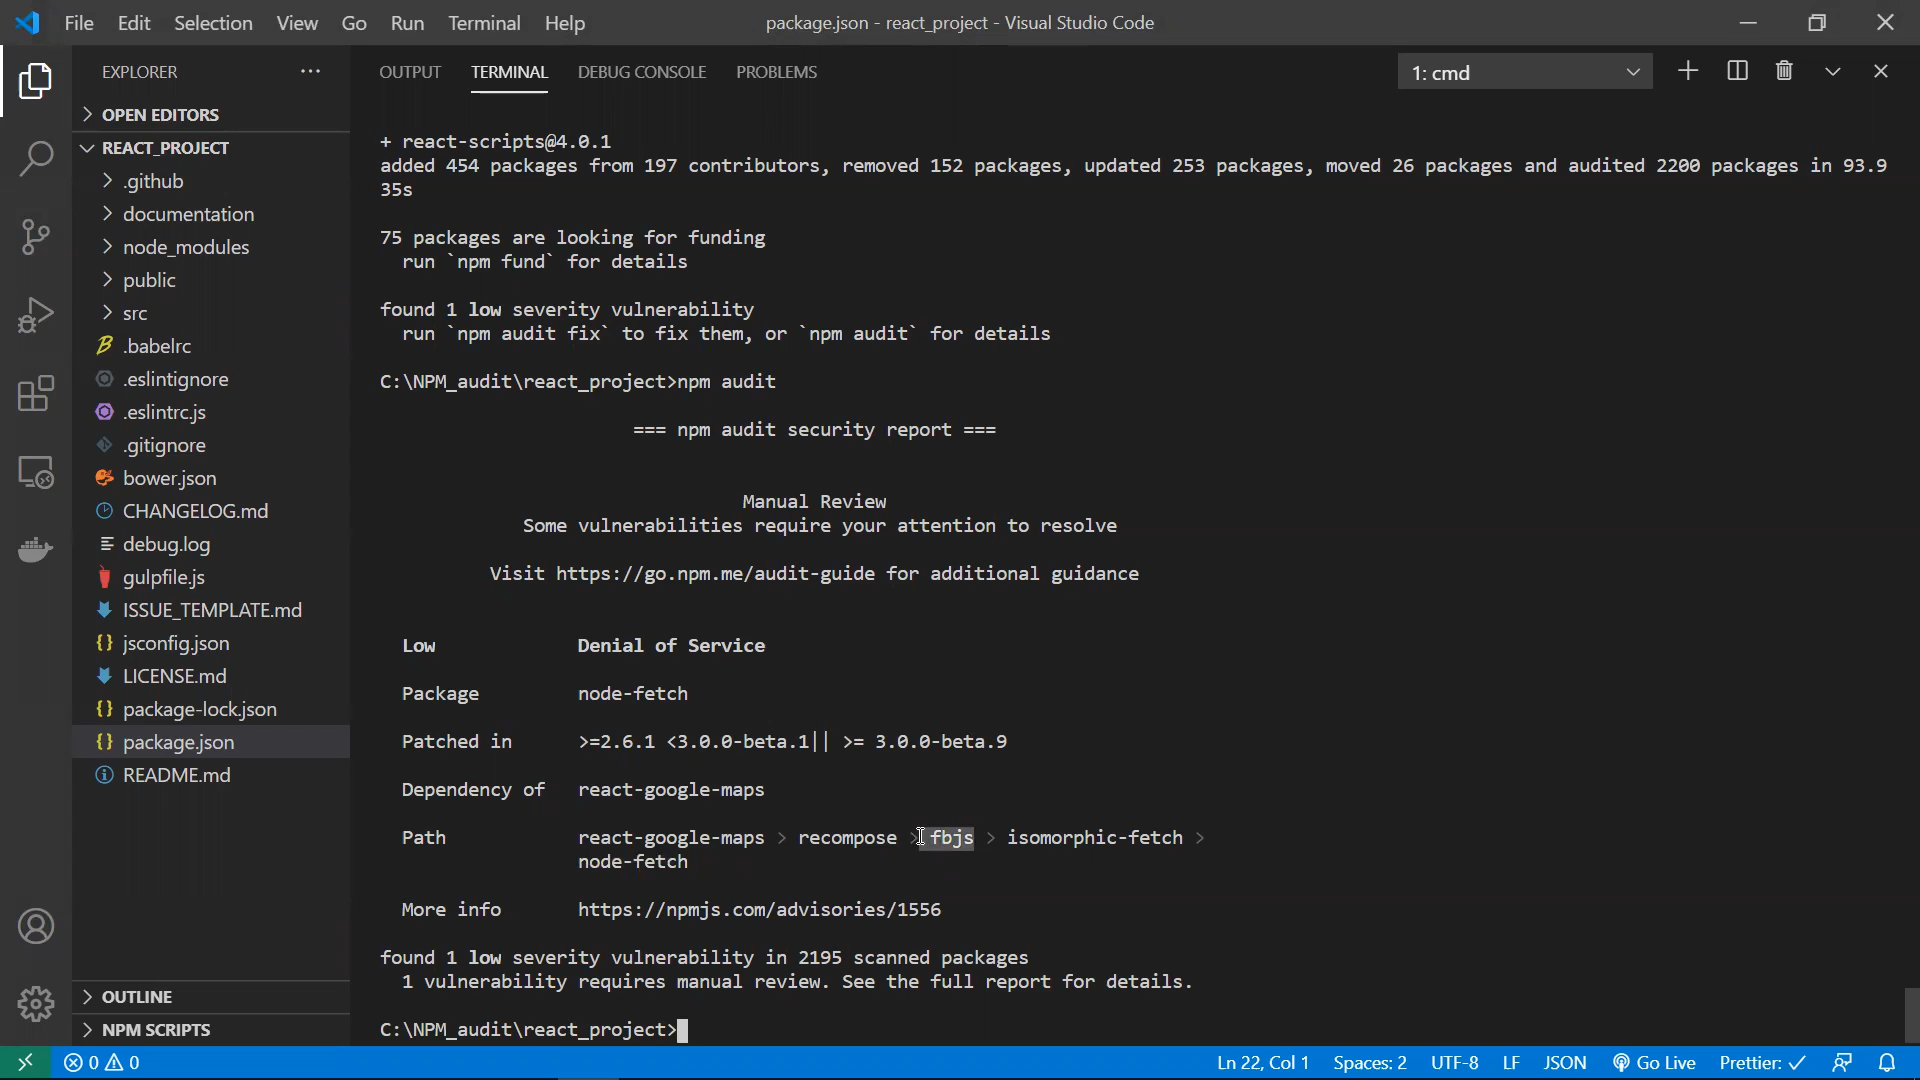 File Edit Selection View Go Run Terminal Help
package.json - react_project - Visual Studio Code
EXPLORER
OPEN EDITORS
REACT_PROJECT
.github
documentation
node_modules
public
src
.babelrc
.eslintignore
.eslintrc.js
.gitignore
bower.json
CHANGELOG.md
debug.log
gulpfile.js
ISSUE_TEMPLATE.md
jsconfig.json
LICENSE.md
package-lock.json
package.json
README.md
OUTLINE
NPM SCRIPTS
OUTPUT TERMINAL DEBUG CONSOLE PROBLEMS
1: cmd
+ react-scripts@4.0.1
added 454 packages from 197 contributors, removed 152 packages, updated 253 packages, moved 26 packages and audited 2200 packages in 93.9
35s
75 packages are looking for funding
run `npm fund` for details
found 1 low severity vulnerability
run `npm audit fix` to fix them, or `npm audit` for details
C:\NPM_audit\react_project>npm audit
=== npm audit security report ===
Manual Review
Some vulnerabilities require your attention to resolve
Visit https://go.npm.me/audit-guide for additional guidance
Low Denial of Service
Package node-fetch
Patched in >=2.6.1 <3.0.0-beta.1|| >= 3.0.0-beta.9
Dependency of react-google-maps
Path react-google-maps > recompose > fbjs > isomorphic-fetch >
node-fetch
More info https://npmjs.com/advisories/1556
found 1 low severity vulnerability in 2195 scanned packages
1 vulnerability requires manual review. See the full report for details.
C:\NPM_audit\react_project>
0 0
Ln 22, Col 1 Spaces: 2 UTF-8 LF JSON Go Live Prettier: ✓